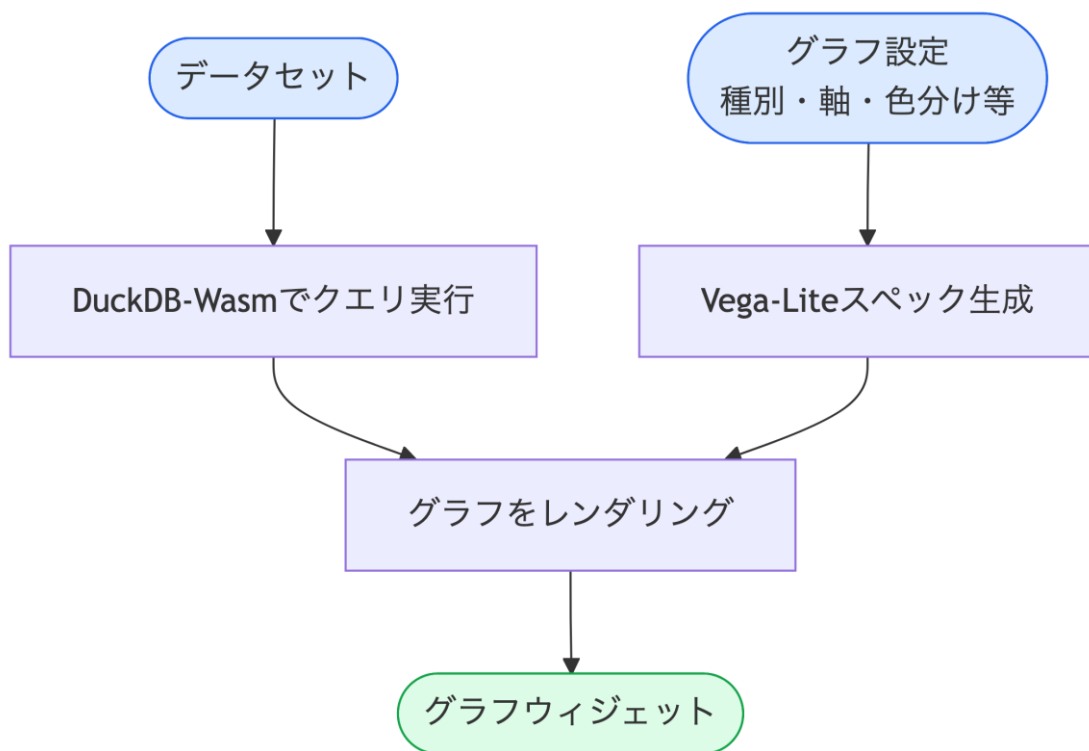 データセット
グラフ設定
種別・軸・色分け等
DuckDB-Wasmでクエリ実行
Vega-Liteスペック生成
グラフをレンダリング
グラフウィジェット